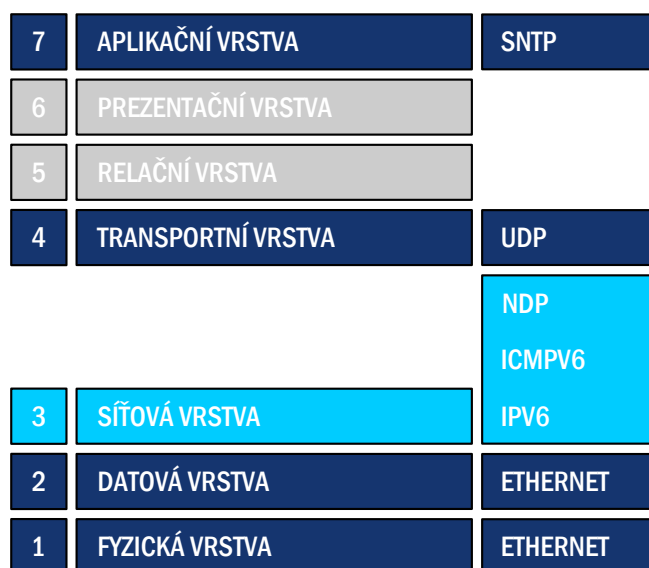 7 APLIKAČNÍ VRSTVA SNTP
6 PREZENTAČNÍ VRSTVA
5 RELAČNÍ VRSTVA
4 TRANSPORTNÍ VRSTVA UDP
NDP
ICMPV6
3 SÍŤOVÁ VRSTVA IPV6
2 DATOVÁ VRSTVA ETHERNET
1 FYZICKÁ VRSTVA ETHERNET